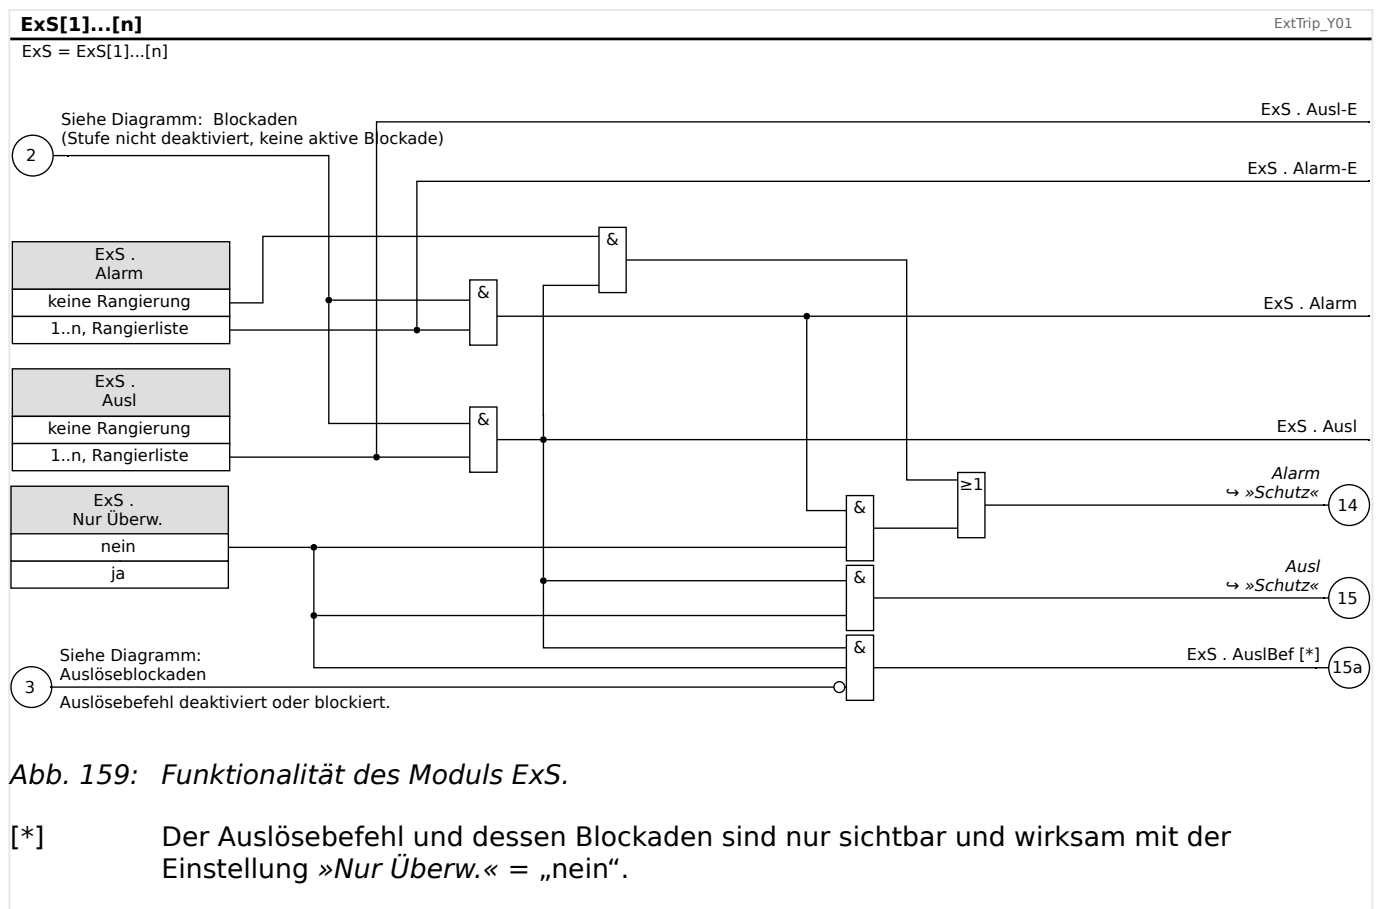 ExS[1]...[n]
ExtTrip_Y01
ExS = ExS[1]...[n]
Siehe Diagramm: Blockaden
(Stufe nicht deaktiviert, keine aktive Blockade)
2
ExS . Ausl-E
ExS . Alarm-E
ExS .
Alarm
keine Rangierung
1..n, Rangierliste
&
&
ExS . Alarm
ExS .
Ausl
keine Rangierung
1..n, Rangierliste
&
ExS . Ausl
ExS .
Nur Überw.
nein
ja
&
≥1
Alarm
↪ »Schutz«
14
&
Ausl
↪ »Schutz«
15
&
ExS . AuslBef [*]
15a
Siehe Diagramm:
Auslöseblockaden
3
Auslösebefehl deaktiviert oder blockiert.
Abb. 159: Funktionalität des Moduls ExS.
[*] Der Auslösebefehl und dessen Blockaden sind nur sichtbar und wirksam mit der
Einstellung »Nur Überw.« = „nein“.